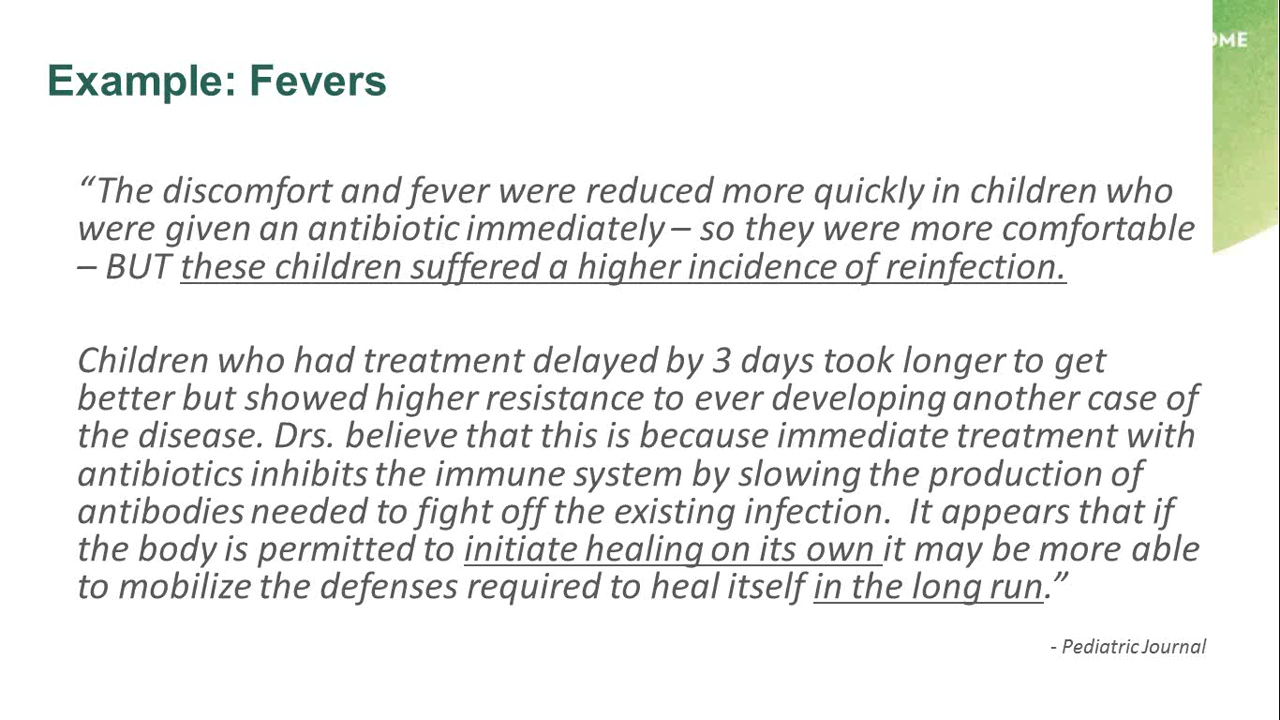 OME
Example: Fevers
“The discomfort and fever were reduced more quickly in children who
were given an antibiotic immediately – so they were more comfortable
– BUT these children suffered a higher incidence of reinfection.
Children who had treatment delayed by 3 days took longer to get
better but showed higher resistance to ever developing another case of
the disease. Drs. believe that this is because immediate treatment with
antibiotics inhibits the immune system by slowing the production of
antibodies needed to fight off the existing infection.  It appears that if
the body is permitted to initiate healing on its own it may be more able
to mobilize the defenses required to heal itself in the long run.”
- Pediatric Journal